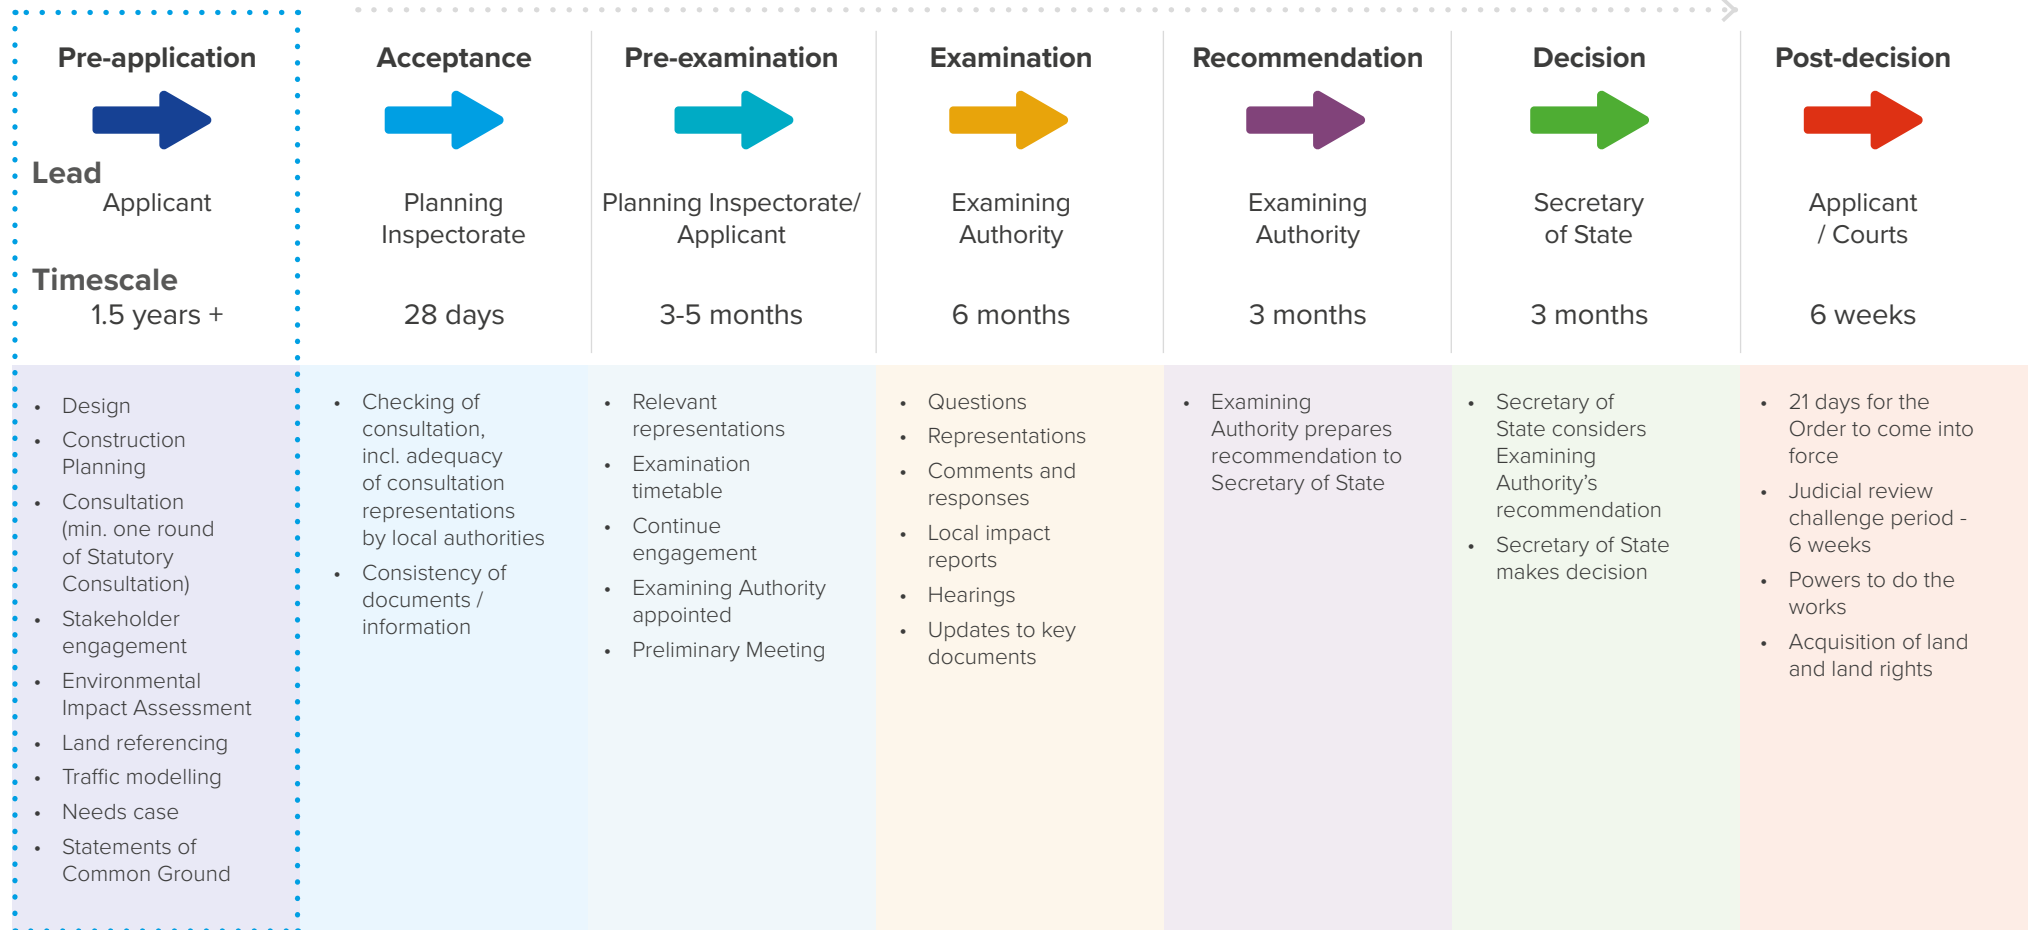 Pre-application
Acceptance
Pre-examination
Examination
Recommendation
Decision
Post-decision
Lead
Applicant
Planning
Inspectorate
Planning Inspectorate/
Applicant
Examining
Authority
Examining
Authority
Secretary
of State
Applicant
/ Courts
Timescale
1.5 years +
28 days
3-5 months
6 months
3 months
3 months
6 weeks
• Design
• Construction
Planning
• Consultation
(min. one round
of Statutory
Consultation)
• Stakeholder
engagement
• Environmental
Impact Assessment
• Land referencing
• Traffic modelling
• Needs case
• Statements of
Common Ground
• Checking of
consultation,
incl. adequacy
of consultation
representations
by local authorities
• Consistency of
documents /
information
• Relevant
representations
• Examination
timetable
• Continue
engagement
• Examining Authority
appointed
• Preliminary Meeting
• Questions
• Representations
• Comments and
responses
• Local impact
reports
• Hearings
• Updates to key
documents
• Examining
Authority prepares
recommendation to
Secretary of State
• Secretary of
State considers
Examining
Authority’s
recommendation
• Secretary of State
makes decision
• 21 days for the
Order to come into
force
• Judicial review
challenge period -
6 weeks
• Powers to do the
works
• Acquisition of land
and land rights